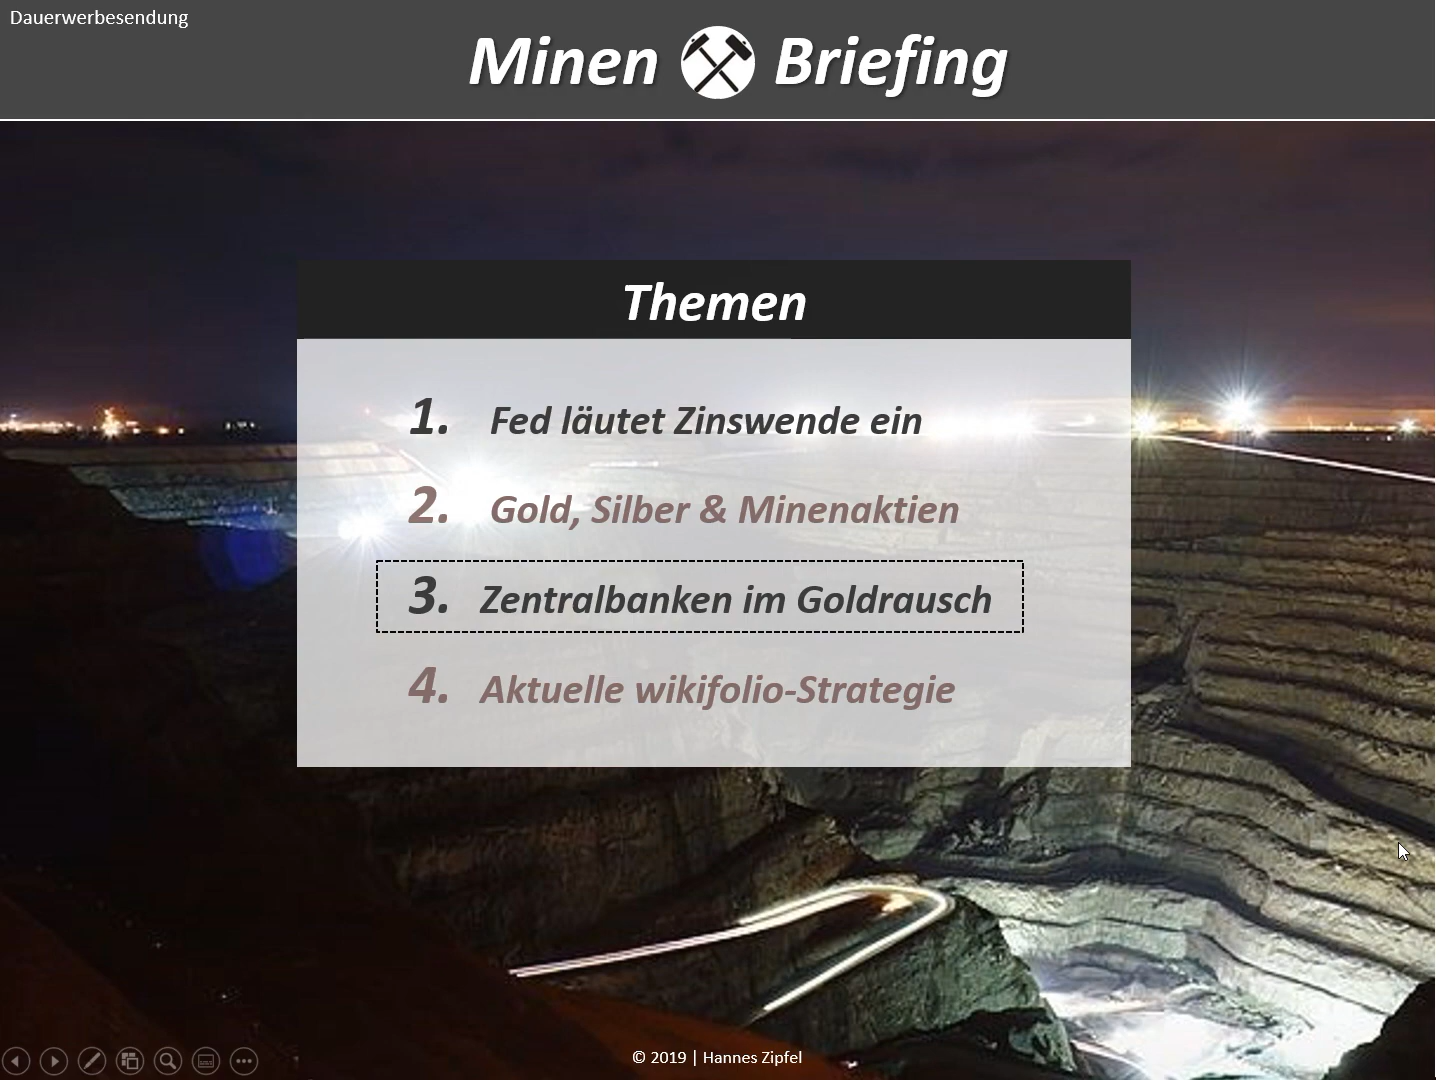 Dauerwerbesendung
Minen Briefing
Themen
1. Fed läutet Zinswende ein
2. Gold, Silber & Minenaktien
3. Zentralbanken im Goldrausch
4. Aktuelle wikifolio-Strategie
© 2019 | Hannes Zipfel